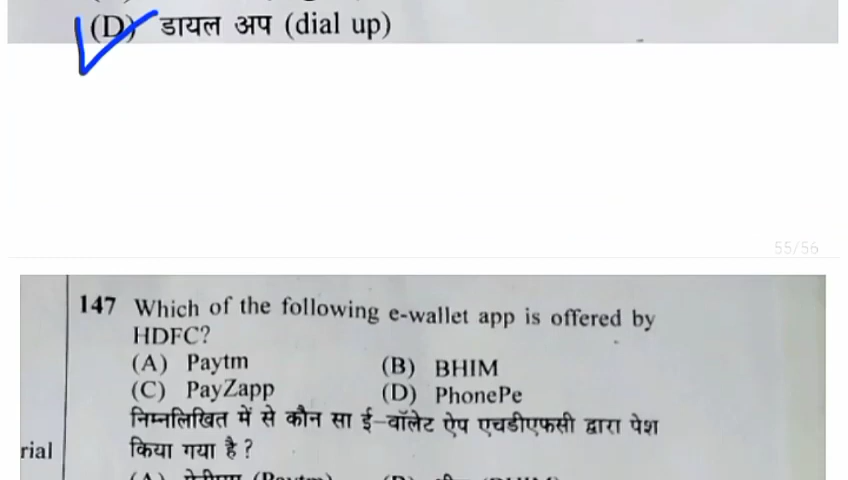 (D) डायल अप (dial up)
55/56
147 Which of the following e-wallet app is offered by
HDFC?
(A) Paytm (B) BHIM
(C) PayZapp (D) PhonePe
निम्नलिखित में से कौन सा ई-वॉलेट ऐप एचडीएफसी द्वारा पेश
rial किया गया है ?